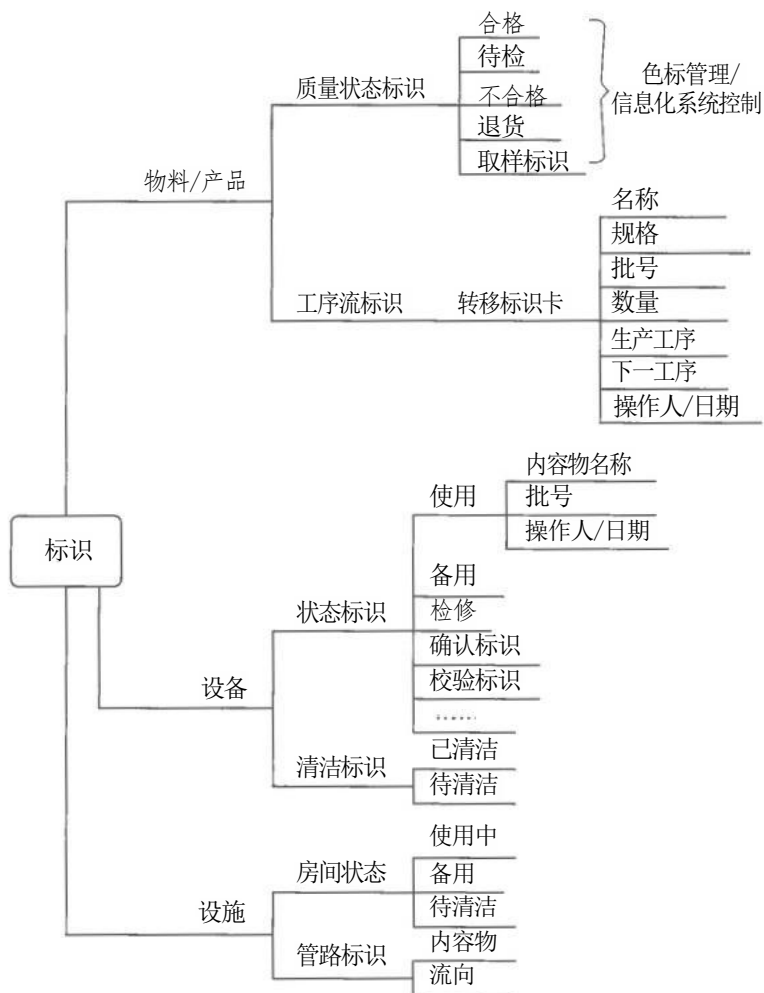 合格
待检
质量状态标识
不合格
色标管理/
信息化系统控制
退货
取样标识
物料/产品
名称
规格
批号
工序流标识
转移标识卡
数量
生产工序
下一工序
操作人/日期
内容物名称
使用
批号
操作人/日期
标识
备用
状态标识
检修
确认标识
设备
校验标识
......
清洁标识
已清洁
待清洁
使用中
房间状态
备用
设施
待清洁
管路标识
内容物
流向